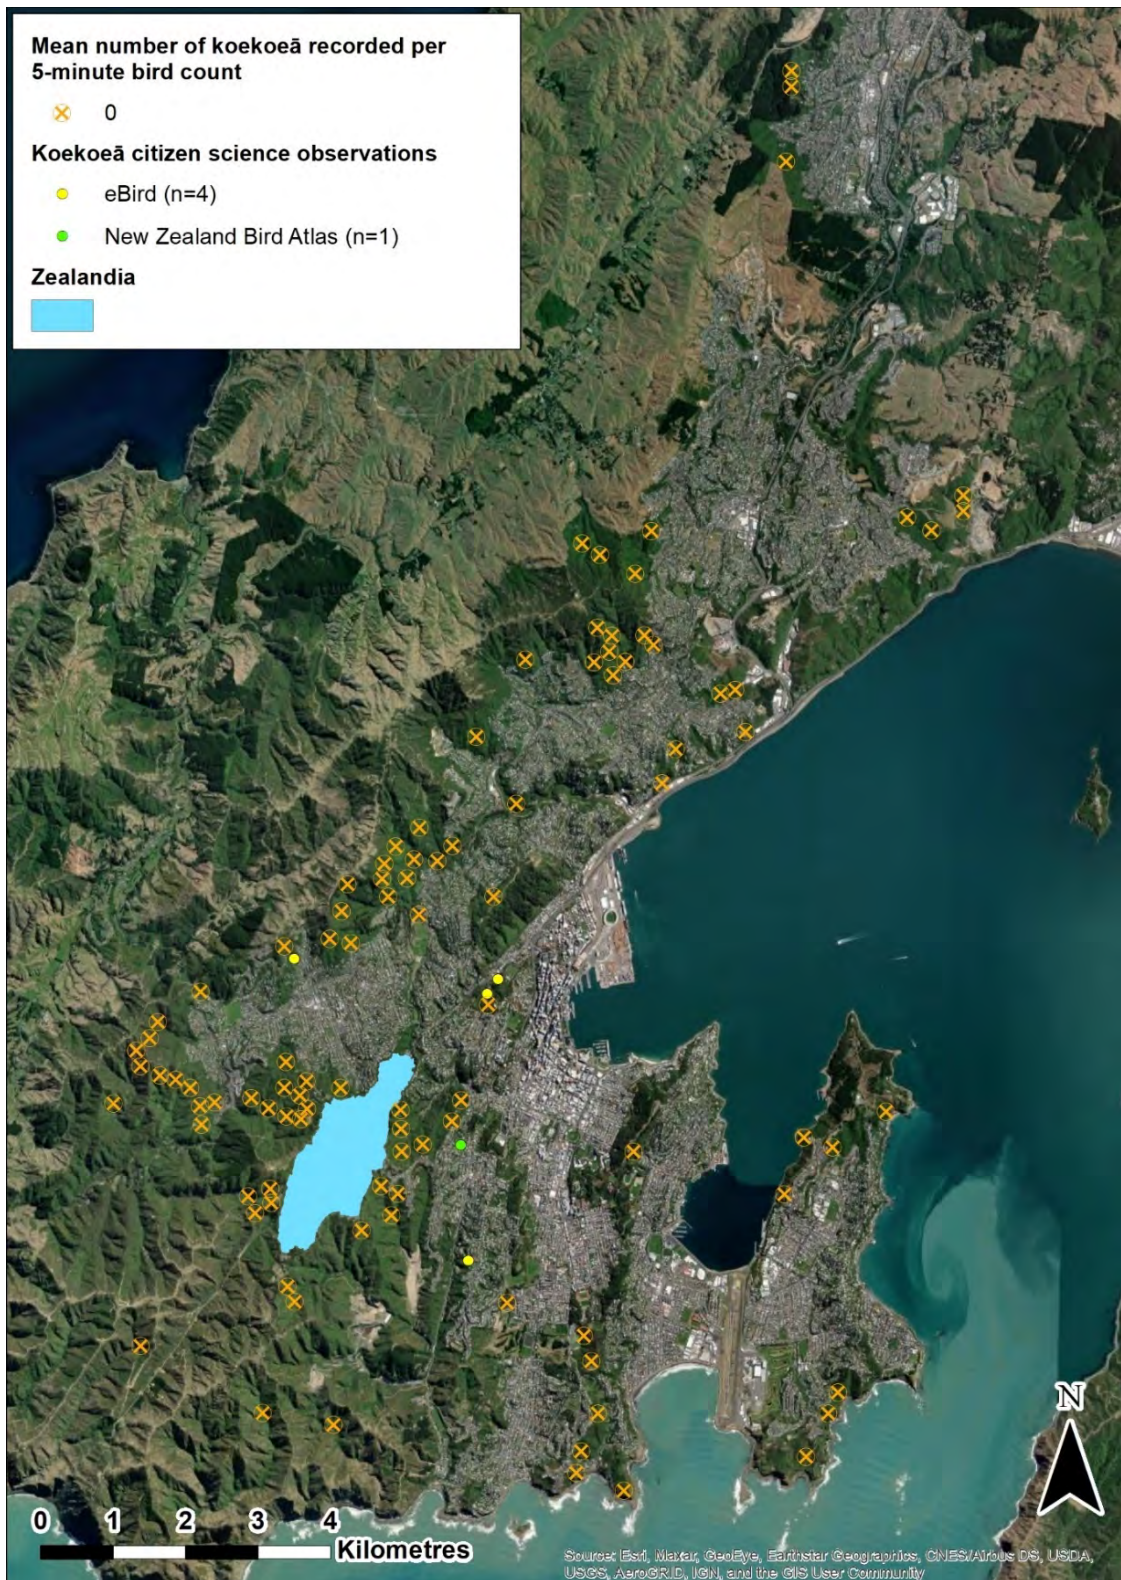 Mean number of koekoeā recorded per
5-minute bird count
0
Koekoeā citizen science observations
eBird (n=4)
New Zealand Bird Atlas (n=1)
Zealandia
N
0 1 2 3 4
Kilometres
Source: Esri, Maxar, GeoEye, Earthstar Geographics, CNES/Airbus DS, USDA,
USGS, AeroGRID, IGN, and the GIS User Community